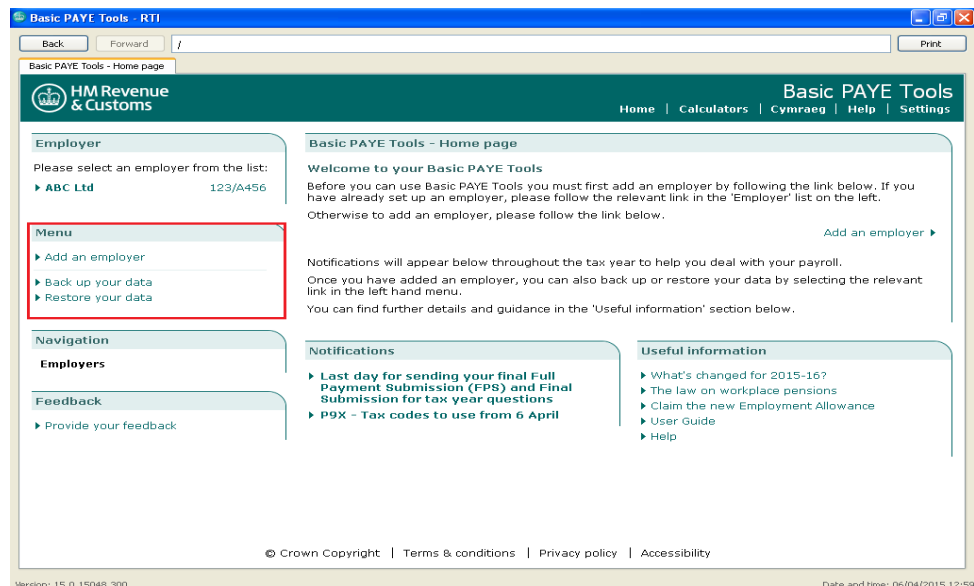 Basic PAYE Tools - RTI
Back
Forward
/
Print
Basic PAYE Tools - Home page
HM Revenue
& Customs
Basic PAYE Tools
Home | Calculators | Cymraeg | Help | Settings
Employer
Please select an employer from the list:
ABC Ltd 123/A456
Menu
Add an employer
Back up your data
Restore your data
Navigation
Employers
Feedback
Provide your feedback
Basic PAYE Tools - Home page
Welcome to your Basic PAYE Tools
Before you can use Basic PAYE Tools you must first add an employer by following the link below. If you
have already set up an employer, please follow the relevant link in the 'Employer' list on the left.
Otherwise to add an employer, please follow the link below.
Add an employer
Notifications will appear below throughout the tax year to help you deal with your payroll.
Once you have added an employer, you can also back up or restore your data by selecting the relevant
link in the left hand menu.
You can find further details and guidance in the 'Useful information' section below.
Notifications
Last day for sending your final Full
Payment Submission (FPS) and Final
Submission for tax year questions
P9X - Tax codes to use from 6 April
Useful information
What's changed for 2015-16?
The law on workplace pensions
Claim the new Employment Allowance
User Guide
Help
© Crown Copyright | Terms & conditions | Privacy policy | Accessibility
Version: 15.0.15048.300
Date and time: 06/04/2015 12:59